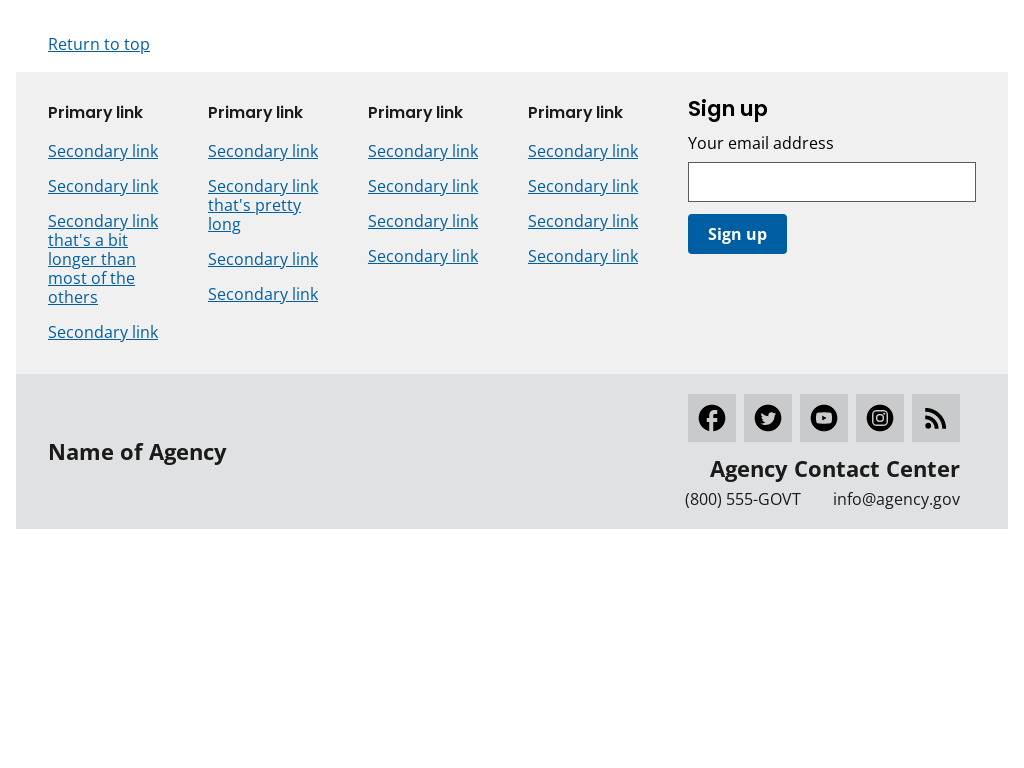 Return to top
Primary link
Secondary link
Secondary link
Secondary link
that's a bit
longer than
most of the
others
Secondary link
Primary link
Secondary link
Secondary link
that's pretty
long
Secondary link
Secondary link
Primary link
Secondary link
Secondary link
Secondary link
Secondary link
Primary link
Secondary link
Secondary link
Secondary link
Secondary link
Sign up
Your email address
Sign up
Name of Agency
Agency Contact Center
(800) 555-GOVT info@agency.gov